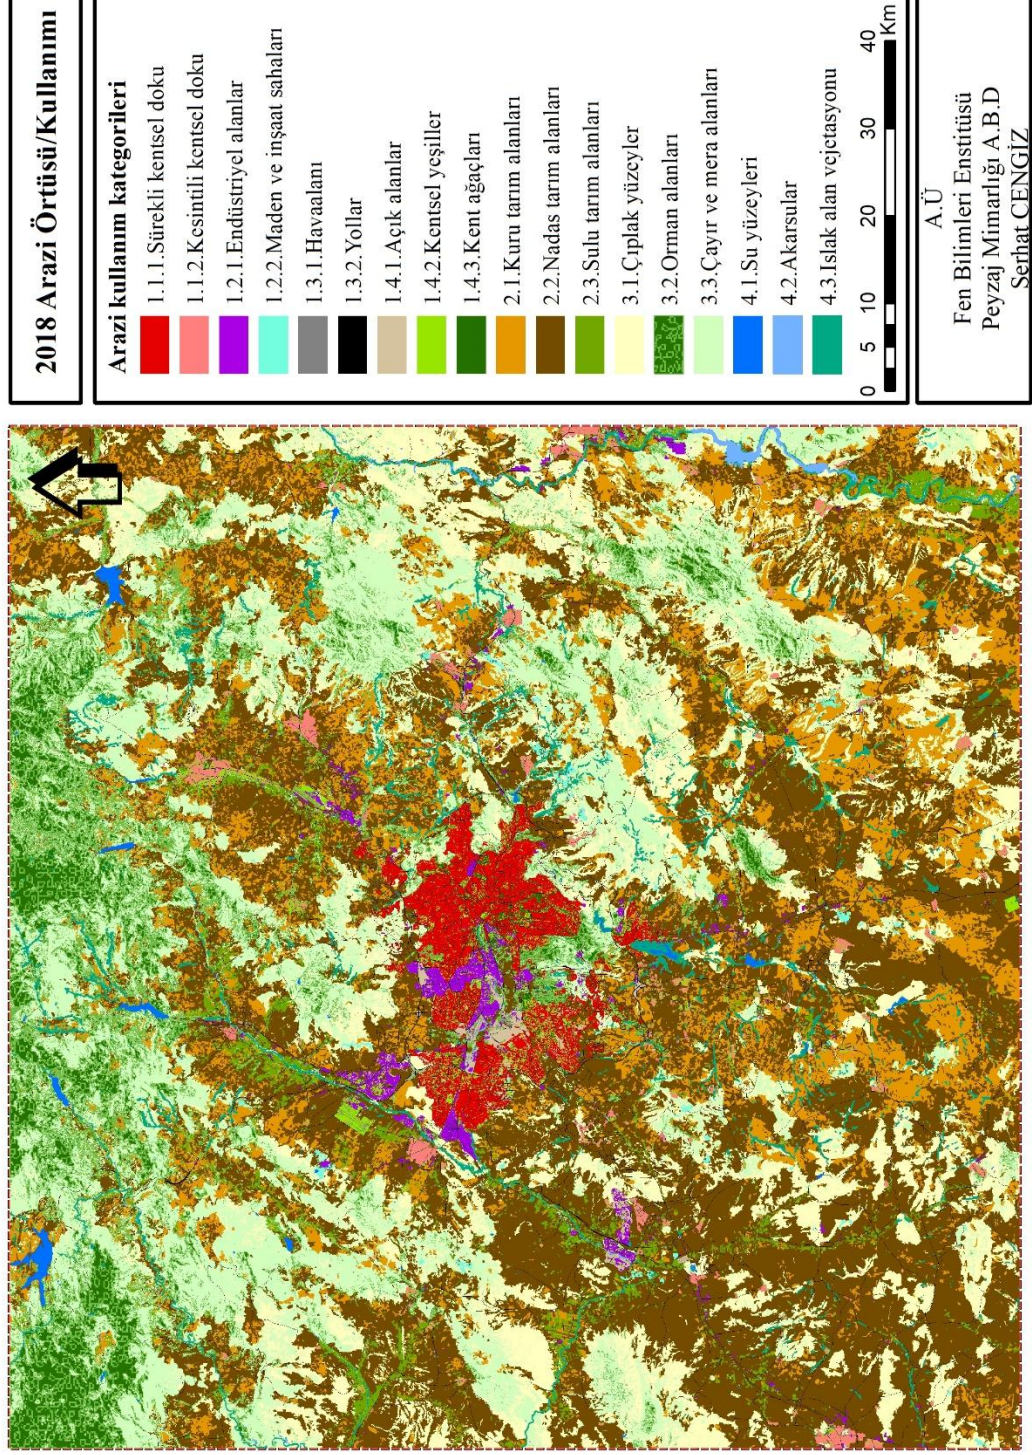 2018 Arazi Örtüsü/Kullanımı
Arazi kullanım kategorileri
1.1.1.Sürekli kentsel doku
1.1.2.Kesintili kentsel doku
1.2.1.Endüstriyel alanlar
1.2.2.Maden ve inşaat sahaları
1.3.1.Havaalanı
1.3.2.Yollar
1.4.1.Açık alanlar
1.4.2.Kentsel yeşiller
1.4.3.Kent ağaçları
2.1.Kuru tarım alanları
2.2.Nadas tarım alanları
2.3.Sulu tarım alanları
3.1.Çıplak yüzeyler
3.2.Orman alanları
3.3.Çayır ve mera alanları
4.1.Su yüzeyleri
4.2.Akarsular
4.3.Islak alan vejetasyonu
0 5 10 20 30 40
Km
A.Ü
Fen Bilimleri Enstitüsü
Peyzaj Mimarlığı A.B.D
Serhat CENGİZ